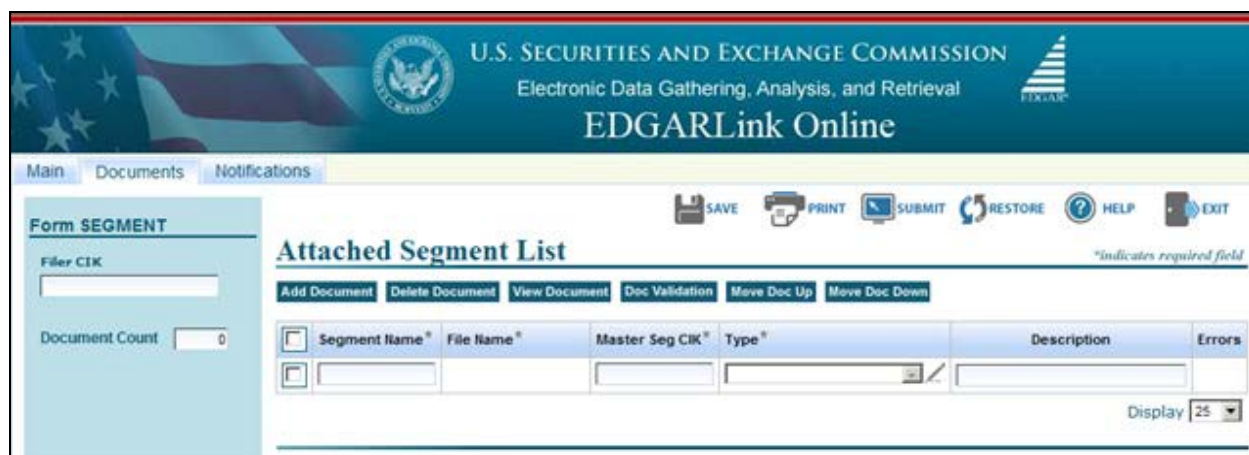 U.S. SECURITIES AND EXCHANGE COMMISSION
Electronic Data Gathering, Analysis, and Retrieval
EDGARLink Online
EDGAR
Main Documents Notifications
SAVE PRINT SUBMIT RESTORE HELP EXIT
Form SEGMENT
Filer CIK
Document Count 0
Attached Segment List
*indicates required field
Add Document Delete Document View Document Doc Validation Move Doc Up Move Doc Down
Segment Name* File Name* Master Seg CIK* Type* Description Errors
Display 25